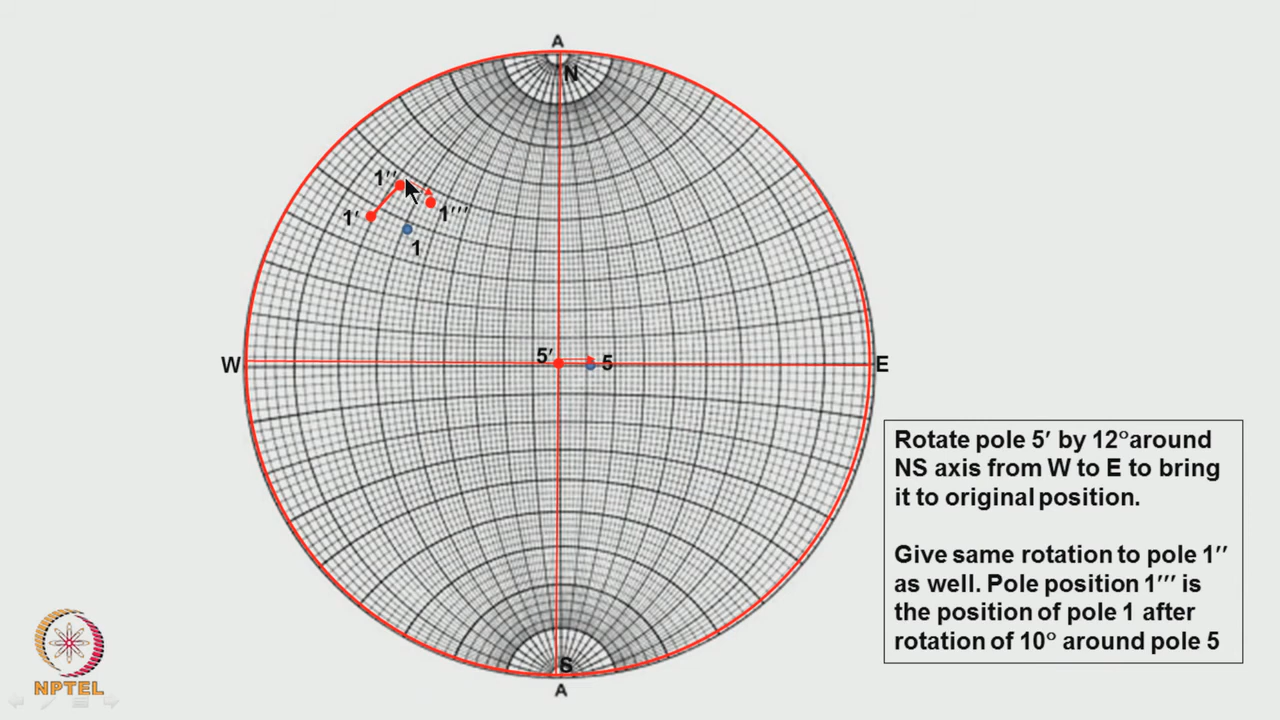 A
N
1′′
1′
1′′′
1
5′
5
W
E
Rotate pole 5′ by 12°around
NS axis from W to E to bring
it to original position.
Give same rotation to pole 1′′
as well. Pole position 1′′′ is
the position of pole 1 after
rotation of 10° around pole 5
S
A
NPTEL